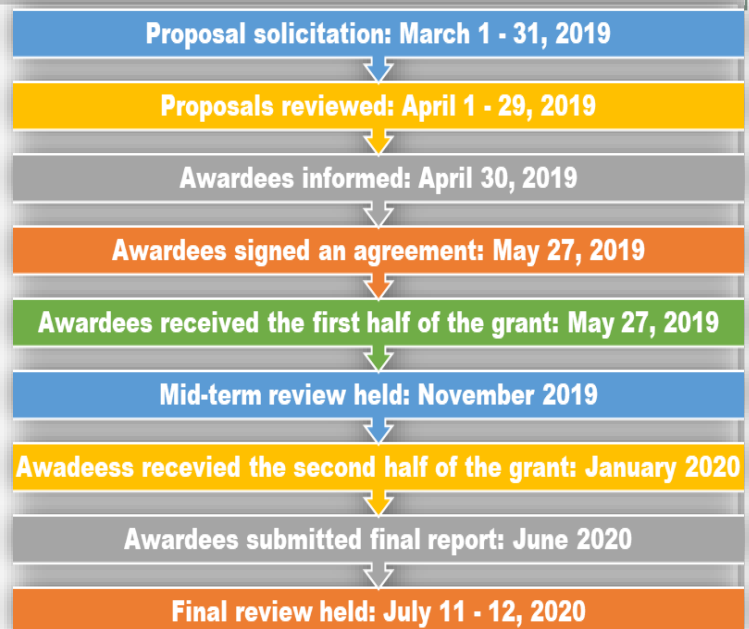 Proposal solicitation: March 1 - 31, 2019
Proposals reviewed: April 1 - 29, 2019
Awardees informed: April 30, 2019
Awardees signed an agreement: May 27, 2019
Awardees received the first half of the grant: May 27, 2019
Mid-term review held: November 2019
Awadeess recevied the second half of the grant: January 2020
Awardees submitted final report: June 2020
Final review held: July 11 - 12, 2020